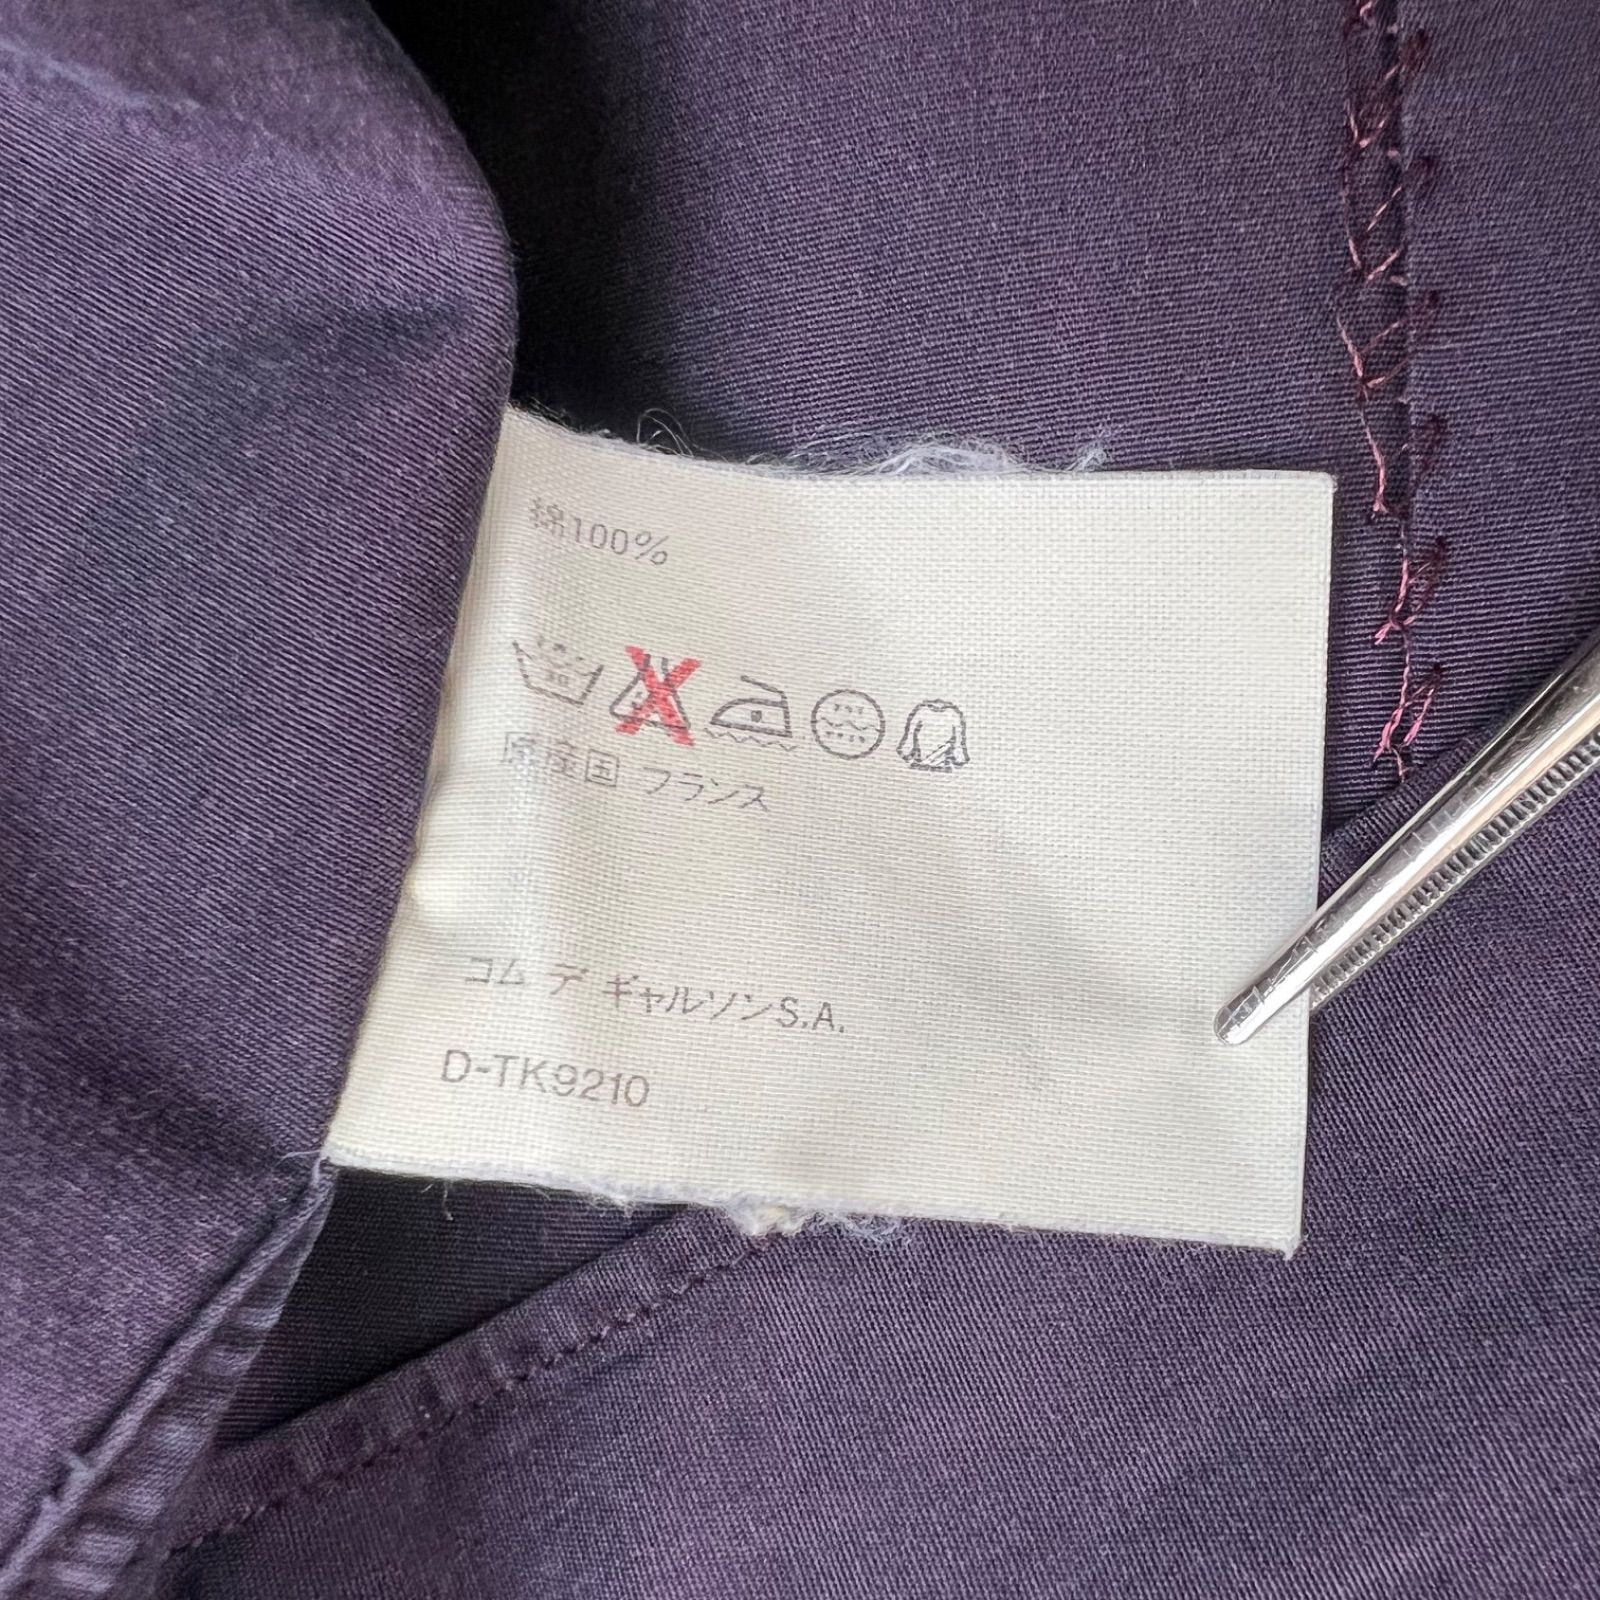 綿100%
原産国 フランス
コム デ ギャルソンS.A.
D-TK9210